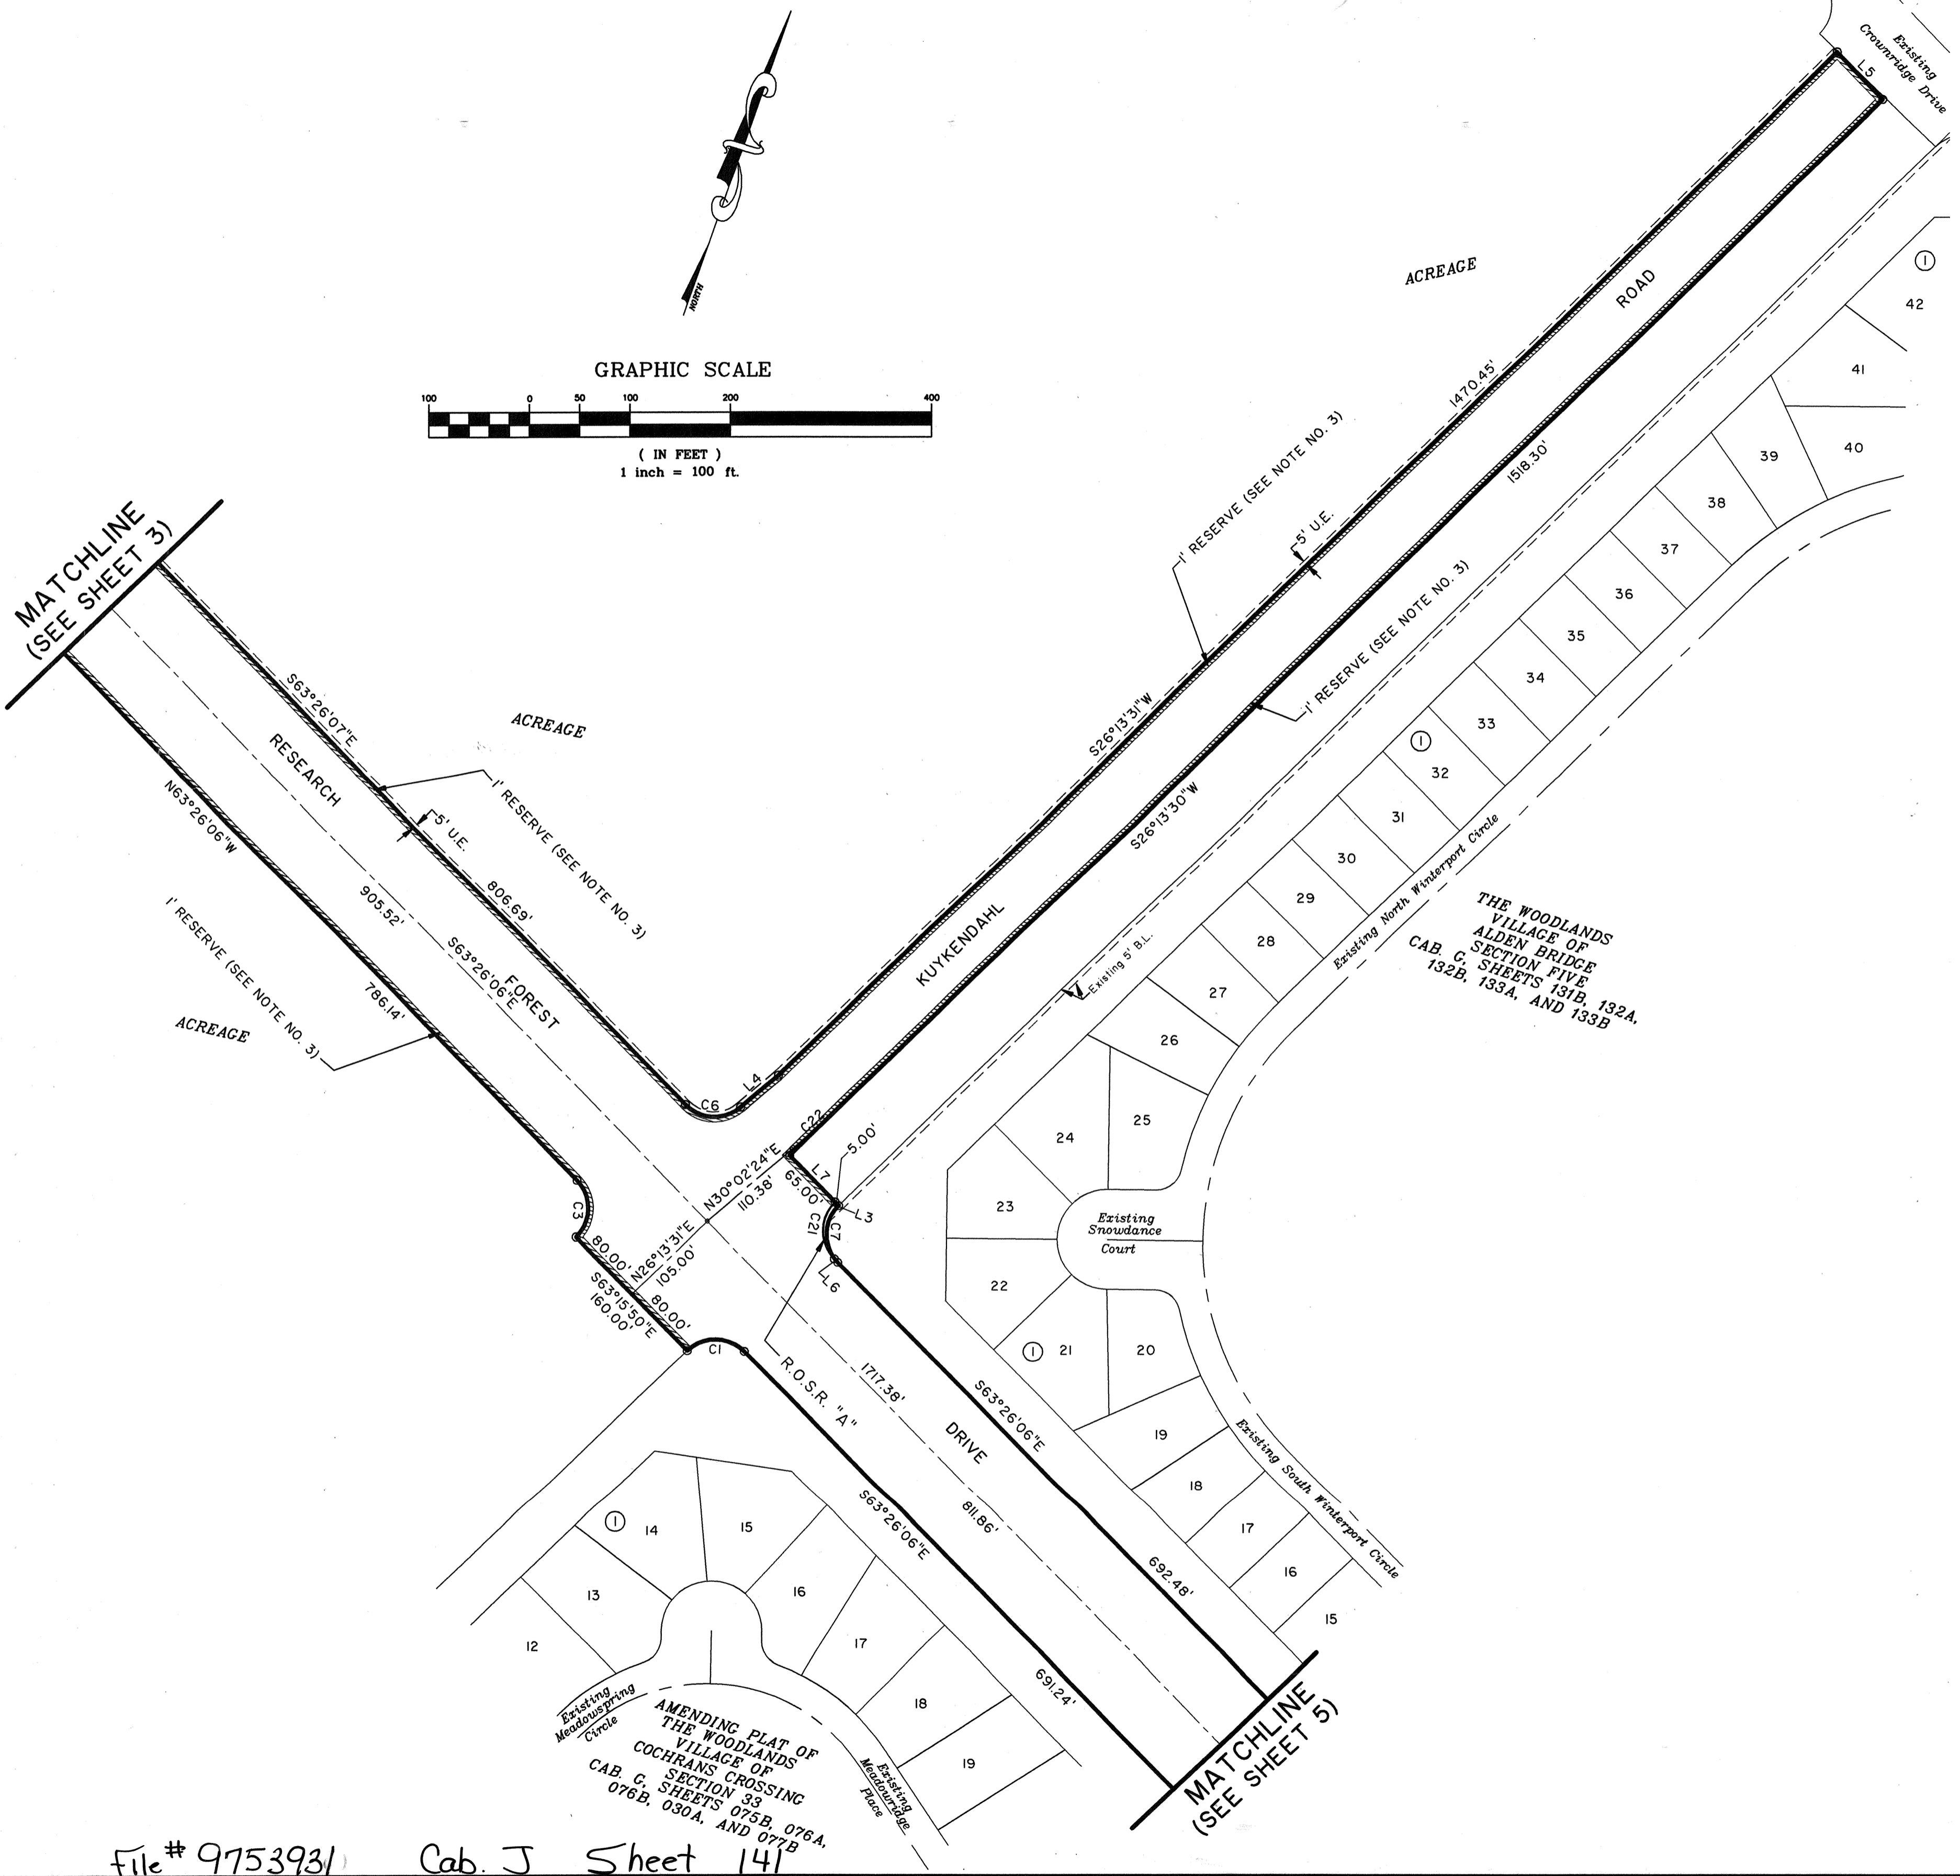 Existing
Crownridge Drive
L5
NORTH
GRAPHIC SCALE
100 0 50 100 200 400
( IN FEET )
1 inch = 100 ft.
ACREAGE
ROAD
1
42
41
40
39
38
37
36
35
34
33
1
32
31
30
29
28
27
26
25
24
23
22
1
21
20
19
18
17
16
15
1470.45'
1518.30'
1' RESERVE (SEE NOTE NO. 3)
5' U.E.
1' RESERVE (SEE NOTE NO. 3)
MATCHLINE
(SEE SHEET 3)
S63°26'07"E
ACREAGE
RESEARCH
N63°26'06"W
1' RESERVE (SEE NOTE NO. 3)
5' U.E.
806.69'
905.52'
S63°26'06"E
FOREST
1' RESERVE (SEE NOTE NO. 3)
786.14'
ACREAGE
S26°13'31"W
S26°13'30"W
KUYKENDAHL
Existing 5' B.L.
Existing North Winterport Circle
THE WOODLANDS
VILLAGE OF
ALDEN BRIDGE
SECTION FIVE
CAB. G, SHEETS 131B, 132A,
132B, 133A, AND 133B
L4
C6
C22
N30°02'24"E
110.38'
L7
65.00'
5.00'
L3
C21
C7
L6
C3
80.00'
N26°13'31"E
105.00'
S63°15'50"E
160.00'
80.00'
C1
R.O.S.R. "A"
1717.38'
DRIVE
S63°26'06"E
811.86'
S63°26'06"E
692.48'
691.24'
Existing
Snowdance
Court
Existing South Winterport Circle
1
14
15
13
16
12
17
18
19
Existing
Meadowspring
Circle
Existing
Meadowridge
Place
AMENDING PLAT OF
THE WOODLANDS
VILLAGE OF
COCHRANS CROSSING
SECTION 33
CAB. G, SHEETS 075B, 076A,
076B, 030A, AND 077B
MATCHLINE
(SEE SHEET 5)
File# 9753931 Cab. J Sheet 141